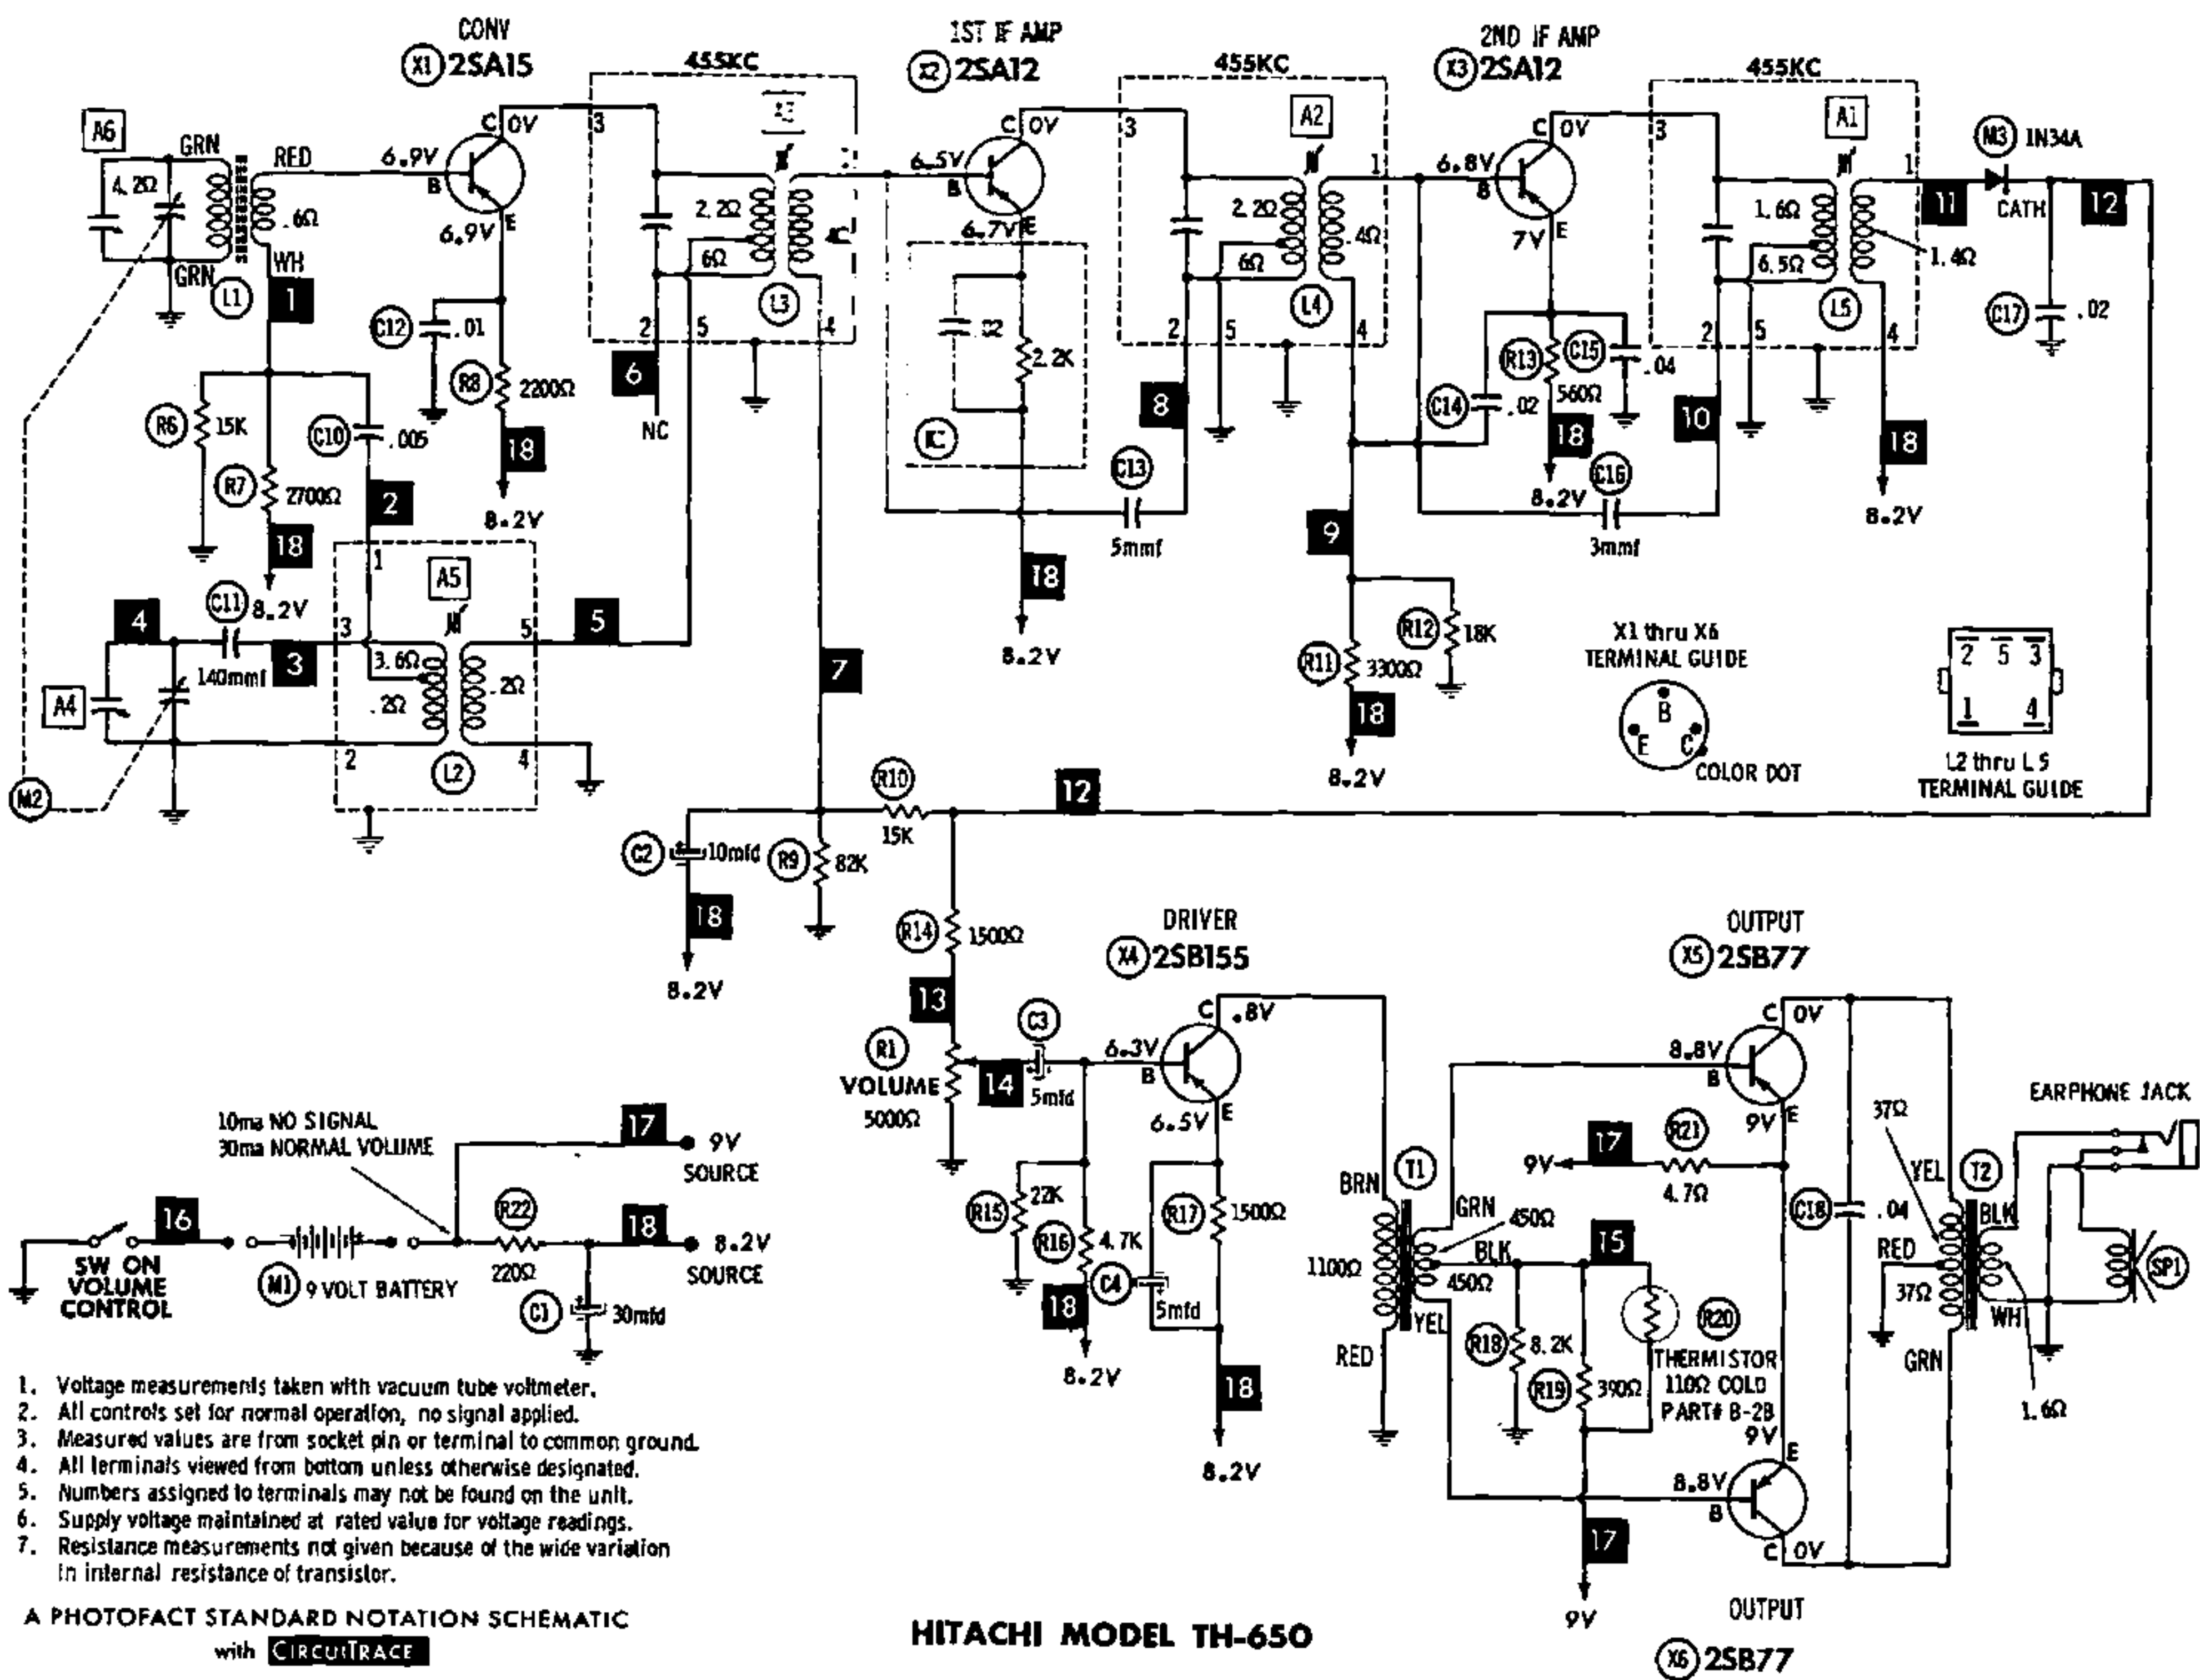 CONV
X1 2SA15
455KC
1ST IF AMP
X2 2SA12
455KC
2ND IF AMP
X3 2SA12
455KC
A6
GRN
4.2Ω
GRN
RED
.6Ω
WH
L1
1
6.9V
B
C 0V
E
6.9V
3
2.2Ω
6Ω
L3
2
5
4
6
NC
6.5V
B
C 0V
6.7V E
.02
2.2K
3
A2
1
2.2Ω
.4Ω
6Ω
L4
2
5
4
8
6.8V
B
C 0V
7V E
3
A1
1
1.6Ω
6.5Ω
1.4Ω
L5
2
5
4
10
11
M3 1N34A
CATH
12
C17 .02
C12 .01
R8 2200Ω
18
8.2V
R6 15K
C10 .005
R7 2700Ω
18
8.2V
2
C13
5mmf
18
8.2V
C14 .02
R13 560Ω
C15 .04
18
8.2V
C16
3mmf
18
8.2V
9
R12 18K
R11 3300Ω
18
8.2V
4
C11
140mmf
3
A4
M2
1
A5
3
5
3.6Ω
.2Ω
.2Ω
2
4
L2
5
7
X1 thru X6
TERMINAL GUIDE
B
E C
COLOR DOT
2 5 3
1 4
L2 thru L5
TERMINAL GUIDE
R10
15K
12
C2 10mfd
R9 82K
18
8.2V
R14 1500Ω
13
R1
VOLUME
5000Ω
14
C3
5mfd
DRIVER
X4 2SB155
6.3V
B
C .8V
E
6.5V
R15 22K
R16 4.7K
18
8.2V
C4 5mfd
R17 1500Ω
18
8.2V
T1
BRN
1100Ω
RED
GRN
450Ω
BLK
450Ω
YEL
15
R18 8.2K
R19 390Ω
R20
THERMISTOR
110Ω COLD
PART# B-2B
17
9V
OUTPUT
X5 2SB77
8.8V
B
C 0V
9V E
9V
17
R21
4.7Ω
C18 .04
9V
E
8.8V
B
C 0V
OUTPUT
X6 2SB77
37Ω
YEL
T2
RED
37Ω
GRN
BLK
WH
1.6Ω
EARPHONE JACK
SP1
10ma NO SIGNAL
30ma NORMAL VOLUME
17
9V
SOURCE
16
SW ON
VOLUME
CONTROL
M1 9 VOLT BATTERY
R22
220Ω
C1 30mfd
18
8.2V
SOURCE
1. Voltage measurements taken with vacuum tube voltmeter.
2. All controls set for normal operation, no signal applied.
3. Measured values are from socket pin or terminal to common ground.
4. All terminals viewed from bottom unless otherwise designated.
5. Numbers assigned to terminals may not be found on the unit.
6. Supply voltage maintained at rated value for voltage readings.
7. Resistance measurements not given because of the wide variation
in internal resistance of transistor.
A PHOTOFACT STANDARD NOTATION SCHEMATIC
with CIRCUITRACE
HITACHI MODEL TH-650